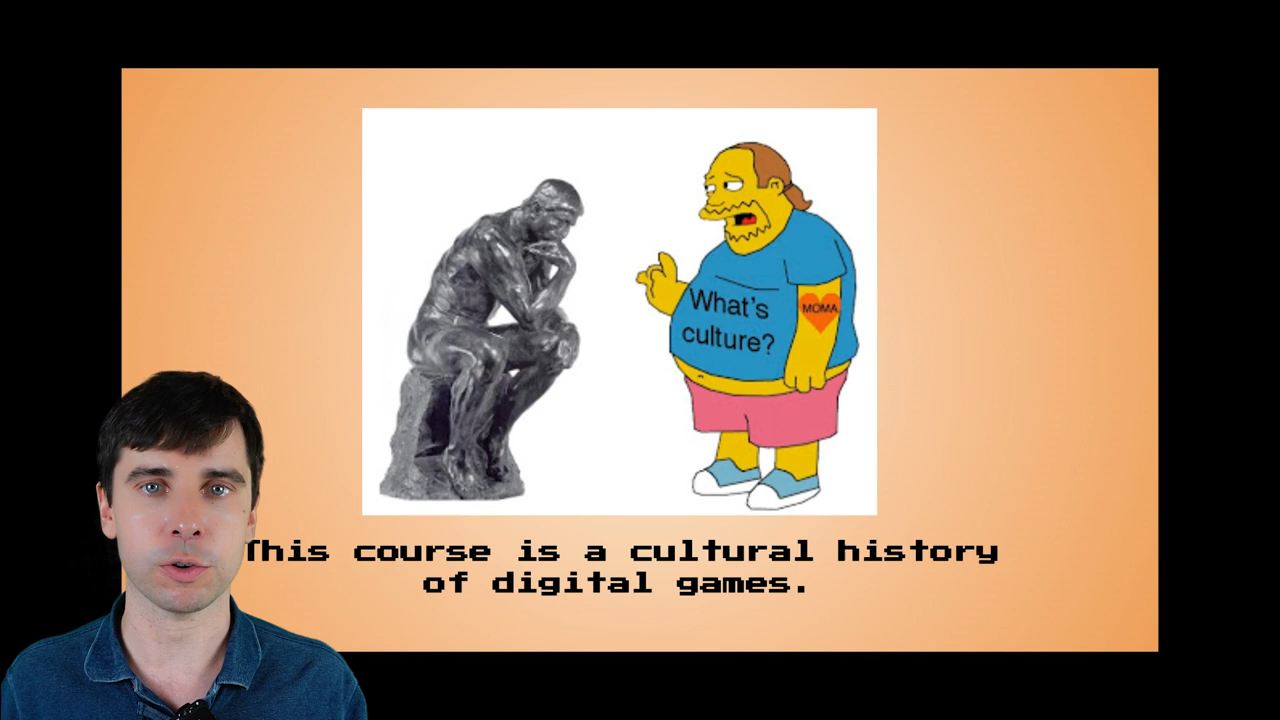 What's
culture?
MOMA
This course is a cultural history
of digital games.